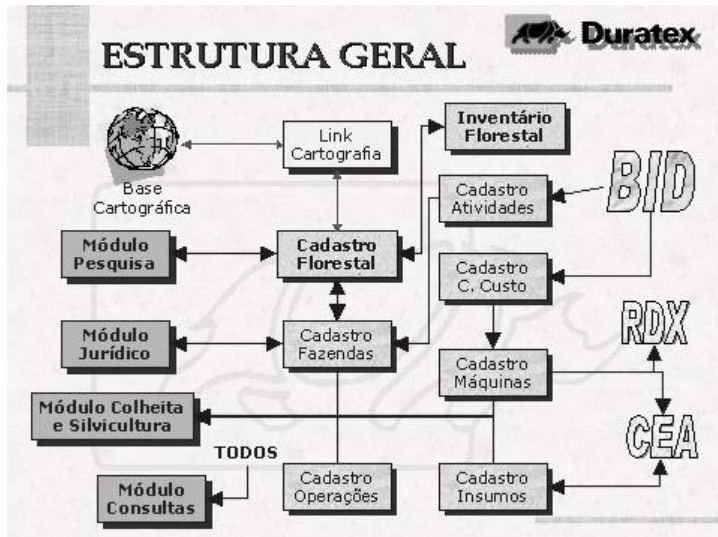 Duratex
ESTRUTURA GERAL
Link
Cartografia
Inventário
Florestal
Base
Cartográfica
Cadastro
Atividades
BID
Módulo
Pesquisa
Cadastro
Florestal
Cadastro
C. Custo
Módulo
Jurídico
Cadastro
Fazendas
RDX
Cadastro
Máquinas
Módulo Colheita
e Silvicultura
CEA
TODOS
Módulo
Consultas
Cadastro
Operações
Cadastro
Insumos